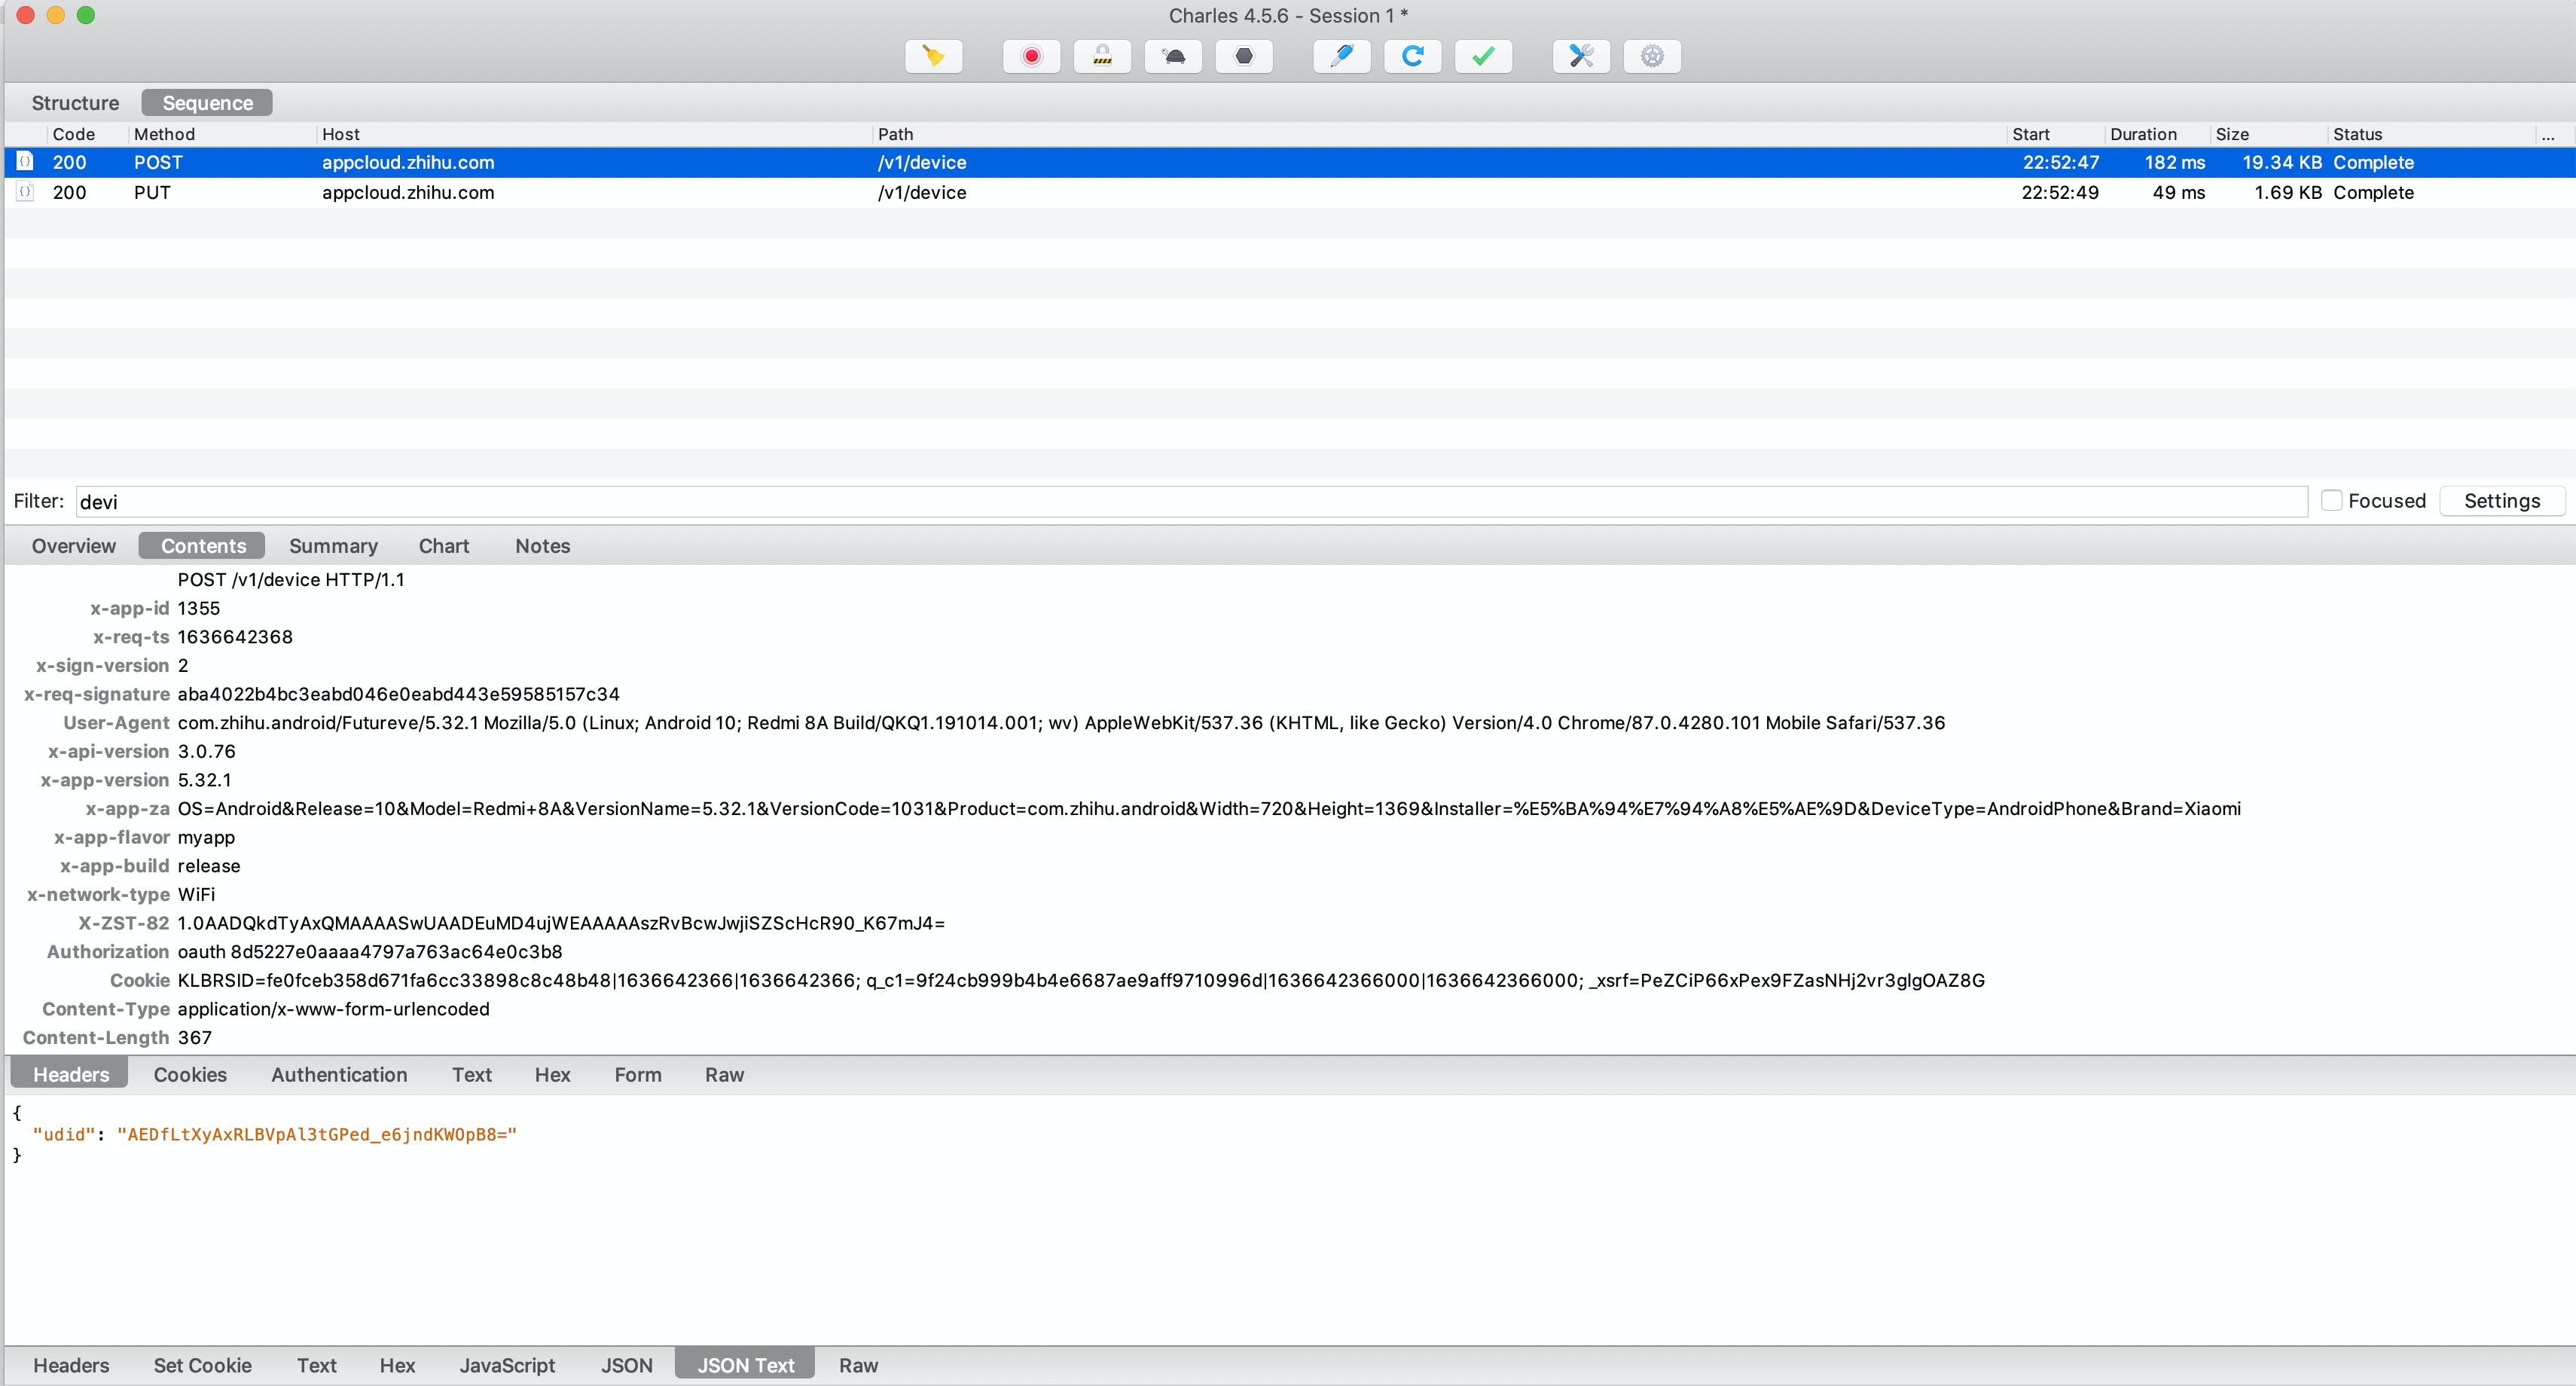 Charles 4.5.6 - Session 1 *
Structure Sequence
Code Method Host Path Start Duration Size Status ...
200 POST appcloud.zhihu.com /v1/device 22:52:47 182 ms 19.34 KB Complete
200 PUT appcloud.zhihu.com /v1/device 22:52:49 49 ms 1.69 KB Complete
Filter: devi Focused Settings
Overview Contents Summary Chart Notes
POST /v1/device HTTP/1.1
x-app-id 1355
x-req-ts 1636642368
x-sign-version 2
x-req-signature aba4022b4bc3eabd046e0eabd443e59585157c34
User-Agent com.zhihu.android/Futureve/5.32.1 Mozilla/5.0 (Linux; Android 10; Redmi 8A Build/QKQ1.191014.001; wv) AppleWebKit/537.36 (KHTML, like Gecko) Version/4.0 Chrome/87.0.4280.101 Mobile Safari/537.36
x-api-version 3.0.76
x-app-version 5.32.1
x-app-za OS=Android&Release=10&Model=Redmi+8A&VersionName=5.32.1&VersionCode=1031&Product=com.zhihu.android&Width=720&Height=1369&Installer=%E5%BA%94%E7%94%A8%E5%AE%9D&DeviceType=AndroidPhone&Brand=Xiaomi
x-app-flavor myapp
x-app-build release
x-network-type WiFi
X-ZST-82 1.0AADQkdTyAxQMAAAASwUAADEuMD4ujWEAAAAAszRvBcwJwjiSZScHcR90_K67mJ4=
Authorization oauth 8d5227e0aaaa4797a763ac64e0c3b8
Cookie KLBRSID=fe0fceb358d671fa6cc33898c8c48b48|1636642366|1636642366; q_c1=9f24cb999b4b4e6687ae9aff9710996d|1636642366000|1636642366000; _xsrf=PeZCiP66xPex9FZasNHj2vr3glgOAZ8G
Content-Type application/x-www-form-urlencoded
Content-Length 367
Headers Cookies Authentication Text Hex Form Raw
{
"udid": "AEDfLtXyAxRLBVpAl3tGPed_e6jndKWOpB8="
}
Headers Set Cookie Text Hex JavaScript JSON JSON Text Raw